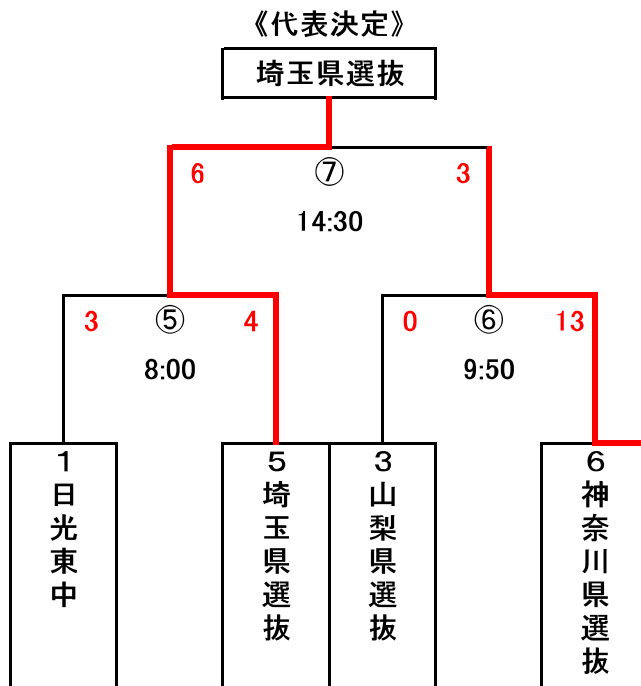 《代表決定》
埼玉県選抜
6 ⑦ 3
14:30
3 ⑤ 4 0 ⑥ 13
8:00 9:50
1日光東中
5埼玉県選抜
3山梨県選抜
6神奈川県選抜